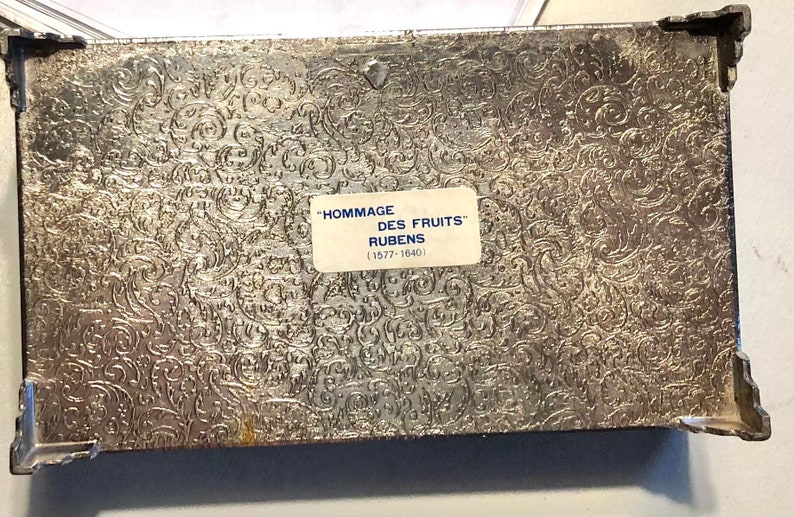 "HOMMAGE
DES FRUITS"
RUBENS
(1577-1640)